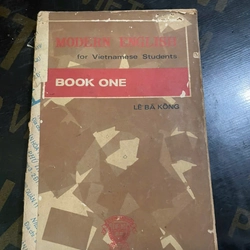 MODERN ENGLISH
for Vietnamese Students
BOOK ONE
LÊ BÁ KÔNG